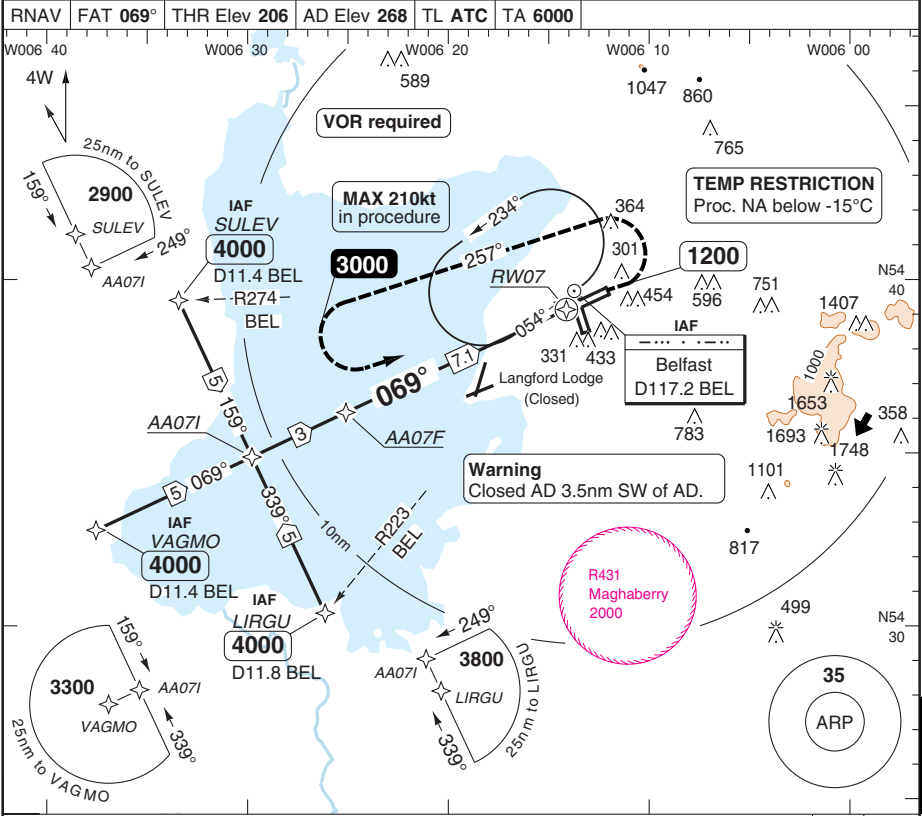 RNAV FAT 069° THR Elev 206 AD Elev 268 TL ATC TA 6000
W006 40 W006 30 W006 20 W006 10 W006 00
4W
589
1047
860
VOR required
765
25nm to SULEV
159°
2900
SULEV
249°
AA07I
IAF
SULEV
4000
D11.4 BEL
R274
BEL
MAX 210kt
in procedure
TEMP RESTRICTION
Proc. NA below -15°C
234°
364
257°
301
3000
1200
RW07
454
596
751
N54
40
1407
054°
IAF
Belfast
D117.2 BEL
331
433
7.1
Langford Lodge
(Closed)
1000
1653
069°
5
159°
AA07I
3
AA07F
783
1693
358
1748
5
069°
339°
5
Warning
Closed AD 3.5nm SW of AD.
1101
IAF
VAGMO
4000
D11.4 BEL
10nm
R223
BEL
817
R431
Maghaberry
2000
IAF
LIRGU
4000
D11.8 BEL
499
N54
30
159°
3300
AA07I
VAGMO
339°
25nm to VAGMO
249°
3800
AA07I
LIRGU
339°
25nm to LIRGU
35
ARP